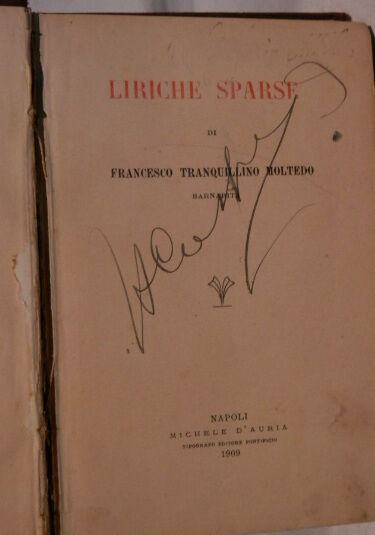 LIRICHE SPARSE
DI
FRANCESCO TRANQUILLINO MOLTEDO
BARNABITA
NAPOLI
MICHELE D'AURIA
TIPOGRAFO EDITORE PONTIFICIO
1909